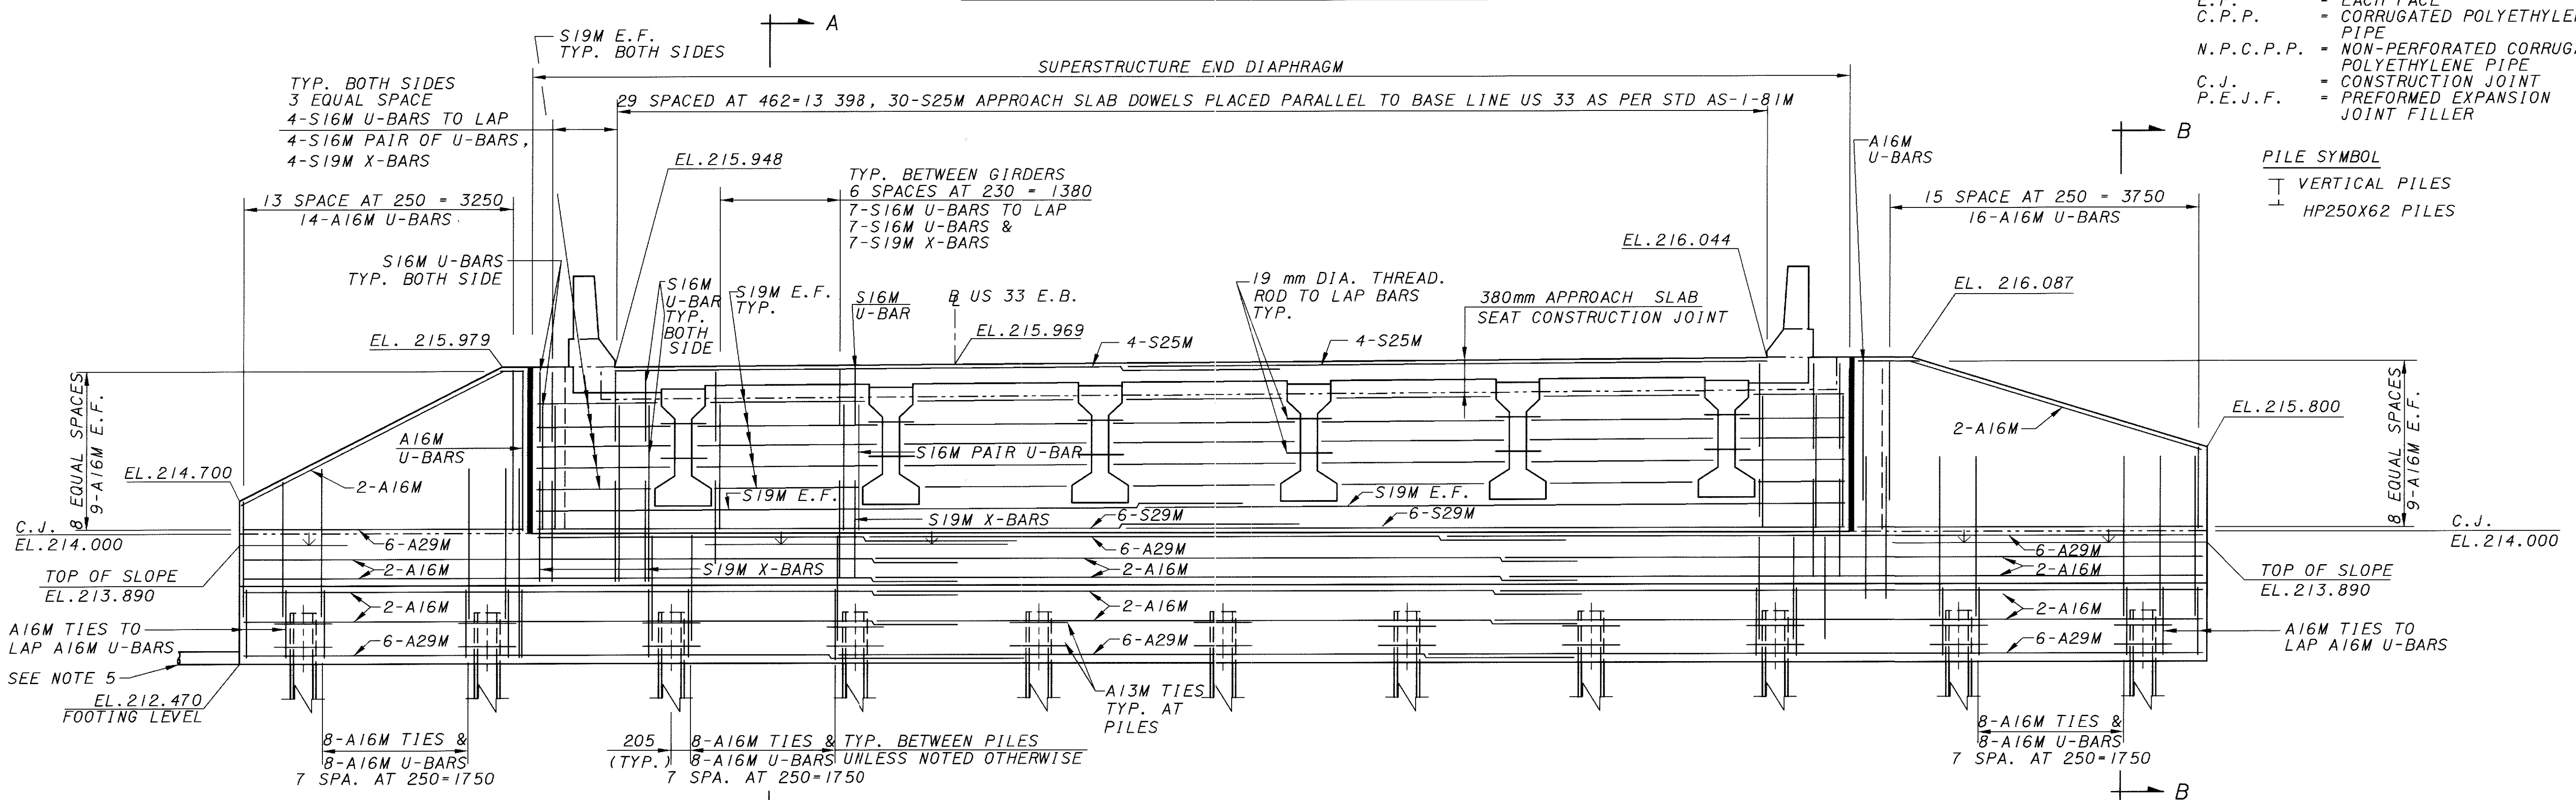 E.F. = EACH FACE
C.P.P. = CORRUGATED POLYETHYLE
PIPE
N.P.C.P.P. = NON-PERFORATED CORRUG
POLYETHYLENE PIPE
C.J. = CONSTRUCTION JOINT
P.E.J.F. = PREFORMED EXPANSION
JOINT FILLER
A
S19M E.F.
TYP. BOTH SIDES
SUPERSTRUCTURE END DIAPHRAGM
TYP. BOTH SIDES
3 EQUAL SPACE
4-S16M U-BARS TO LAP
4-S16M PAIR OF U-BARS,
4-S19M X-BARS
29 SPACED AT 462=13 398, 30-S25M APPROACH SLAB DOWELS PLACED PARALLEL TO BASE LINE US 33 AS PER STD AS-1-81M
B
A16M
U-BARS
PILE SYMBOL
VERTICAL PILES
HP250X62 PILES
EL.215.948
TYP. BETWEEN GIRDERS
6 SPACES AT 230 = 1380
7-S16M U-BARS TO LAP
7-S16M U-BARS &
7-S19M X-BARS
13 SPACE AT 250 = 3250
14-A16M U-BARS
15 SPACE AT 250 = 3750
16-A16M U-BARS
EL.216.044
S16M U-BARS
TYP. BOTH SIDE
S16M
U-BAR
TYP.
BOTH
SIDE
S19M E.F.
TYP.
S16M
U-BAR
B US 33 E.B.
EL.215.969
19 mm DIA. THREAD.
ROD TO LAP BARS
TYP.
380mm APPROACH SLAB
SEAT CONSTRUCTION JOINT
EL. 216.087
EL. 215.979
4-S25M
4-S25M
8 EQUAL SPACES
9-A16M E.F.
A16M
U-BARS
S16M PAIR U-BAR
2-A16M
EL.215.800
8 EQUAL SPACES
9-A16M E.F.
EL.214.700
2-A16M
S19M E.F.
S19M E.F.
S19M X-BARS
6-S29M
6-S29M
C.J.
EL.214.000
C.J.
EL.214.000
6-A29M
6-A29M
6-A29M
2-A16M
S19M X-BARS
2-A16M
2-A16M
TOP OF SLOPE
EL.213.890
TOP OF SLOPE
EL.213.890
2-A16M
2-A16M
2-A16M
A16M TIES TO
LAP A16M U-BARS
6-A29M
6-A29M
6-A29M
A16M TIES TO
LAP A16M U-BARS
SEE NOTE 5
EL.212.470
FOOTING LEVEL
A13M TIES
TYP. AT
PILES
8-A16M TIES &
8-A16M U-BARS
7 SPA. AT 250=1750
205
(TYP.)
8-A16M TIES &
8-A16M U-BARS
7 SPA. AT 250=1750
TYP. BETWEEN PILES
UNLESS NOTED OTHERWISE
8-A16M TIES &
8-A16M U-BARS
7 SPA. AT 250=1750
B